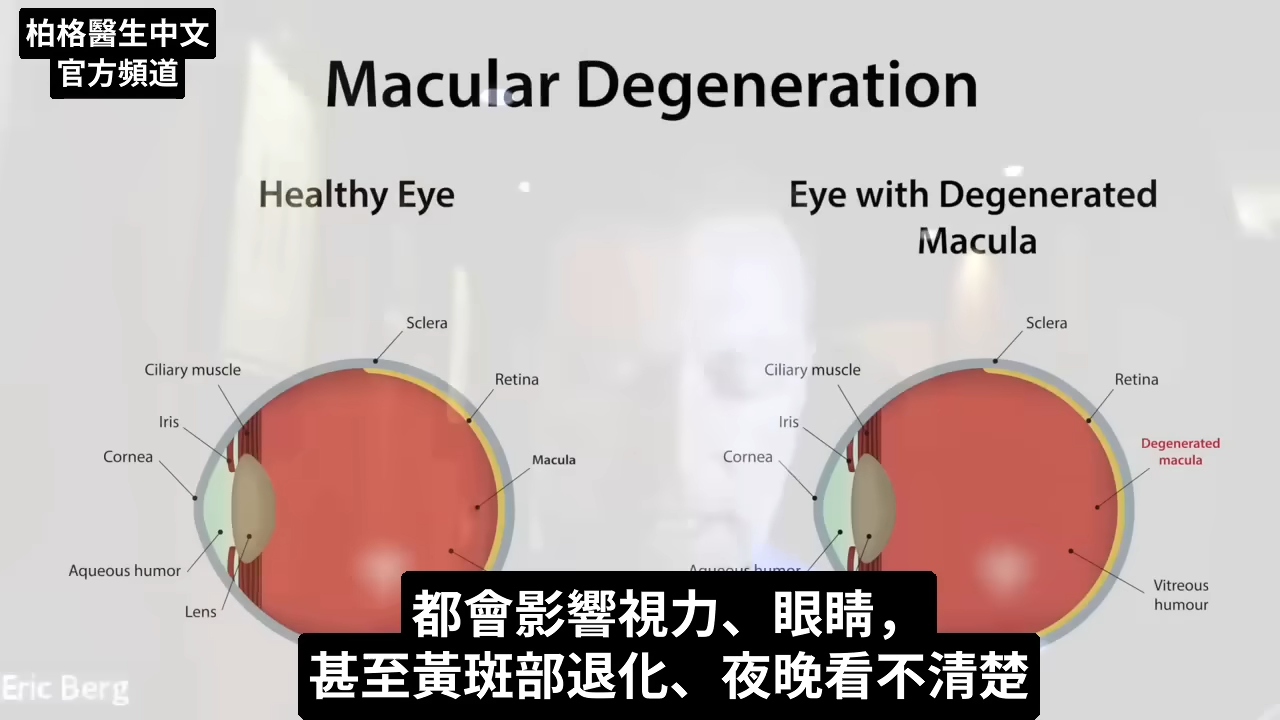 柏格醫生中文
官方頻道
Macular Degeneration
Healthy Eye
Sclera
Ciliary muscle
Retina
Iris
Cornea
Macula
Aqueous humor
Lens
Eye with Degenerated
Macula
Sclera
Ciliary muscle
Retina
Iris
Degenerated
macula
Cornea
Aqueous humor
Vitreous
humour
都會影響視力、眼睛，
甚至黃斑部退化、夜晚看不清楚
Eric Berg